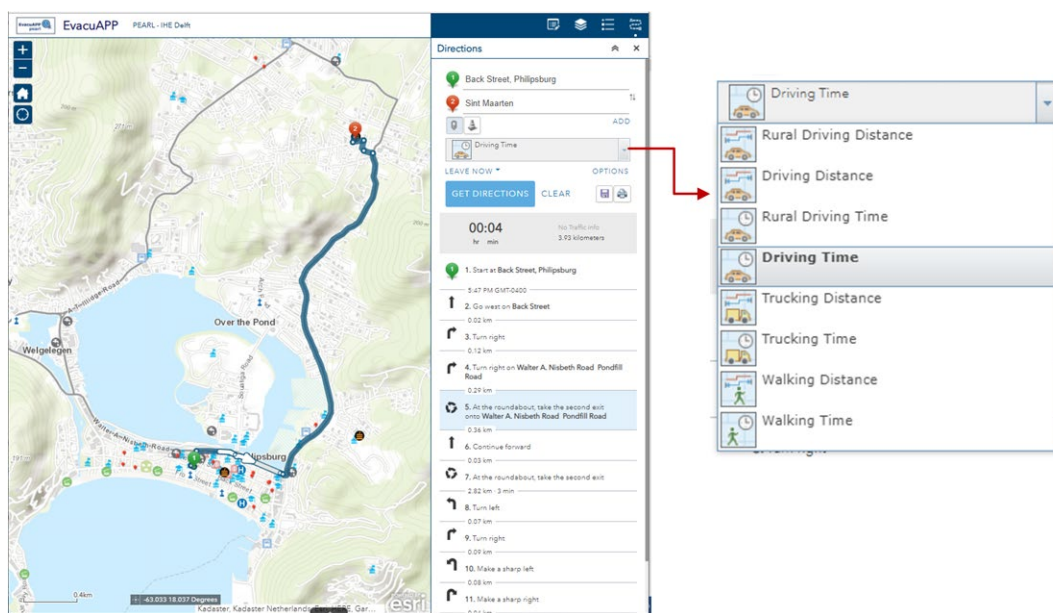 EvacuAPP
PEARL - IHE Delft
Directions
1 Back Street, Philipsburg
2 Sint Maarten
ADD
Driving Time
LEAVE NOW
OPTIONS
GET DIRECTIONS
CLEAR
00:04
hr min
No Traffic Info
3.93 kilometers
1. Start at Back Street, Philipsburg
5:47 PM GMT-0400
2. Go west on Back Street
0.02 km
3. Turn right
0.12 km
4. Turn right on Walter A. Nisbeth Road Pondfill
Road
0.29 km
5. At the roundabout, take the second exit
onto Walter A. Nisbeth Road Pondfill Road
0.36 km
6. Continue forward
0.03 km
7. At the roundabout, take the second exit
2.82 km · 3 min
8. Turn left
0.07 km
9. Turn right
0.09 km
10. Make a sharp left
0.08 km
11. Make a sharp right
2
Over the Pond
Welgelegen
Walter A. Nisbeth Road
1
0.4km
-63.033 18.037 Degrees
esri
Driving Time
Rural Driving Distance
Driving Distance
Rural Driving Time
Driving Time
Trucking Distance
Trucking Time
Walking Distance
Walking Time